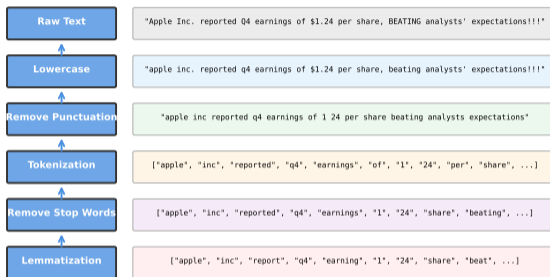 Raw Text
"Apple Inc. reported Q4 earnings of $1.24 per share, BEATING analysts' expectations!!!"
Lowercase
"apple inc. reported q4 earnings of $1.24 per share, beating analysts' expectations!!!"
Remove Punctuation
"apple inc reported q4 earnings of 1 24 per share beating analysts expectations"
Tokenization
["apple", "inc", "reported", "q4", "earnings", "of", "1", "24", "per", "share", ...]
Remove Stop Words
["apple", "inc", "reported", "q4", "earnings", "1", "24", "share", "beating", ...]
Lemmatization
["apple", "inc", "report", "q4", "earning", "1", "24", "share", "beat", ...]